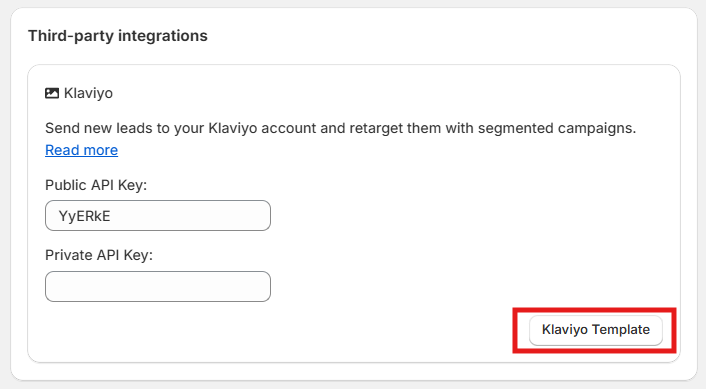 Third-party integrations
Klaviyo
Send new leads to your Klaviyo account and retarget them with segmented campaigns.
Read more
Public API Key:
YyERkE
Private API Key:
Klaviyo Template